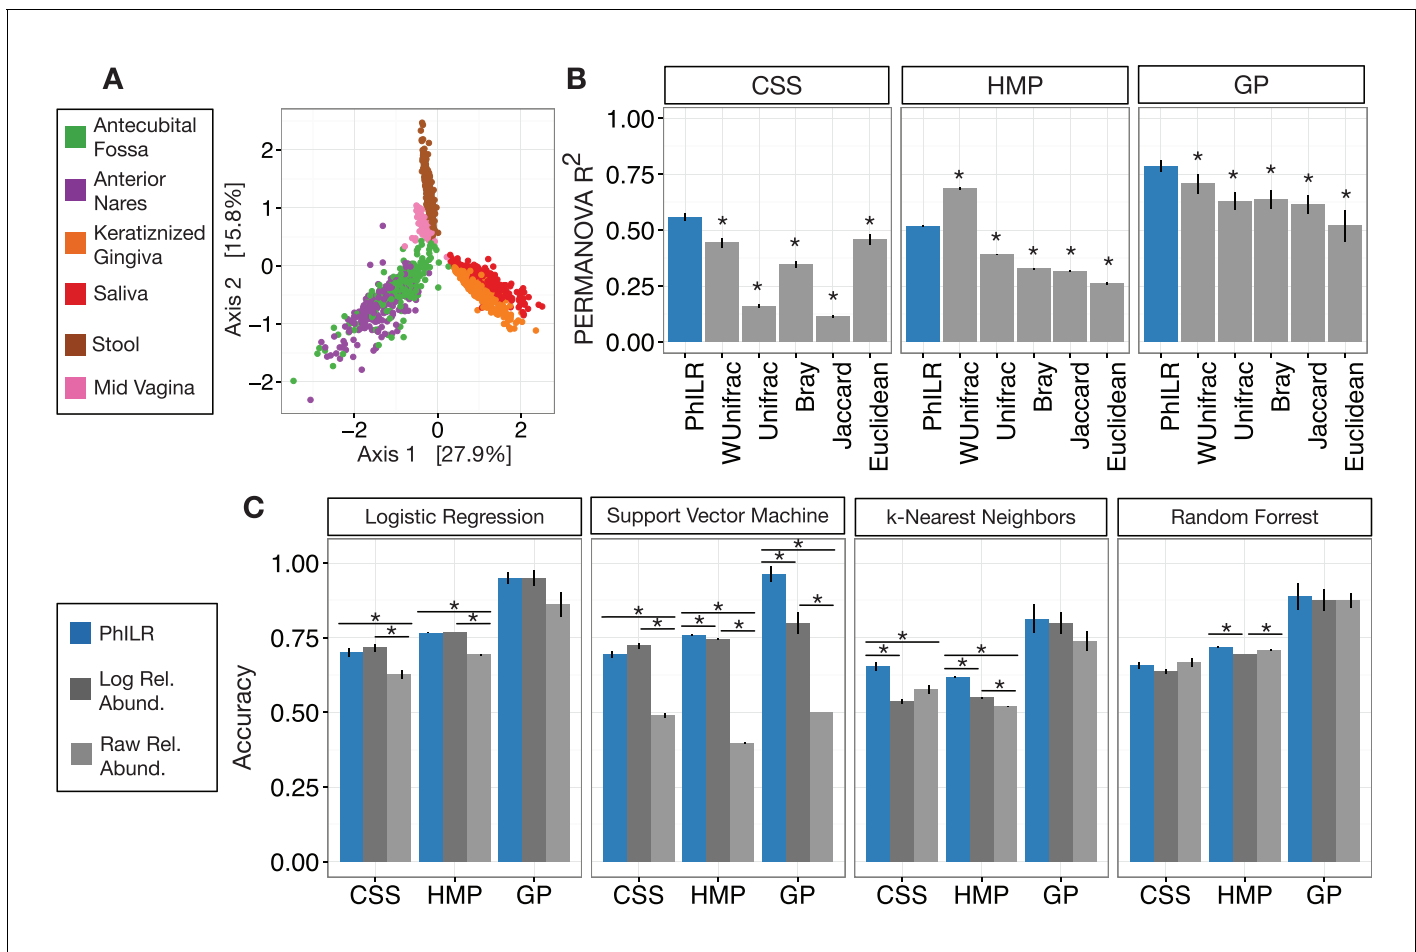 A
Antecubital
Fossa
Anterior
Nares
Keratiznized
Gingiva
Saliva
Stool
Mid Vagina
Axis 2 [15.8%]
2
1
0
−1
−2
−2 0 2
Axis 1 [27.9%]
B
CSS HMP GP
PERMANOVA R2
1.00
0.75
0.50
0.25
0.00
* * * * *
* * * * *
* * * * *
PhILR WUnifrac Unifrac Bray Jaccard Euclidean
PhILR WUnifrac Unifrac Bray Jaccard Euclidean
PhILR WUnifrac Unifrac Bray Jaccard Euclidean
C
Logistic Regression Support Vector Machine k-Nearest Neighbors Random Forrest
PhILR
Log Rel.
Abund.
Raw Rel.
Abund.
Accuracy
1.00
0.75
0.50
0.25
0.00
* * * *
* * * * * * * *
* * * * *
* *
CSS HMP GP CSS HMP GP CSS HMP GP CSS HMP GP